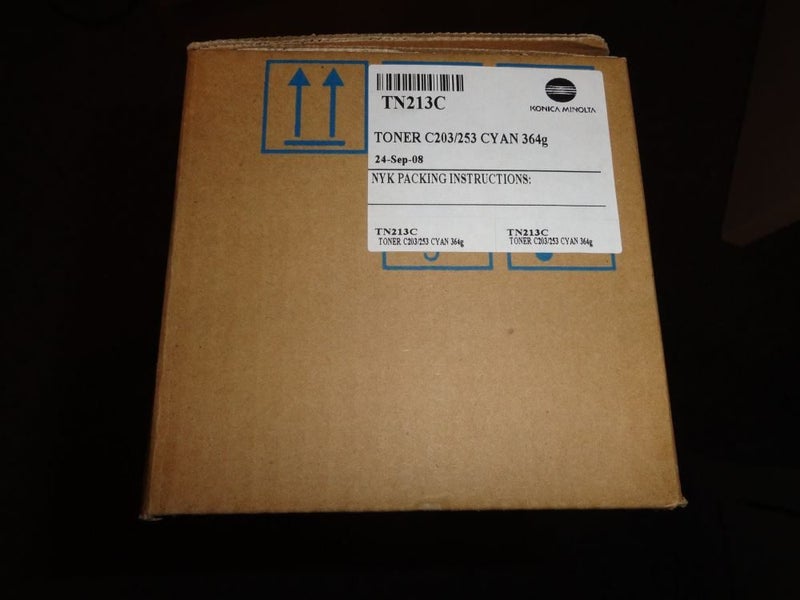 TN213C
KONICA MINOLTA
TONER C203/253 CYAN 364g
24-Sep-08
NYK PACKING INSTRUCTIONS:
TN213C
TONER C203/253 CYAN 364g
TN213C
TONER C203/253 CYAN 364g